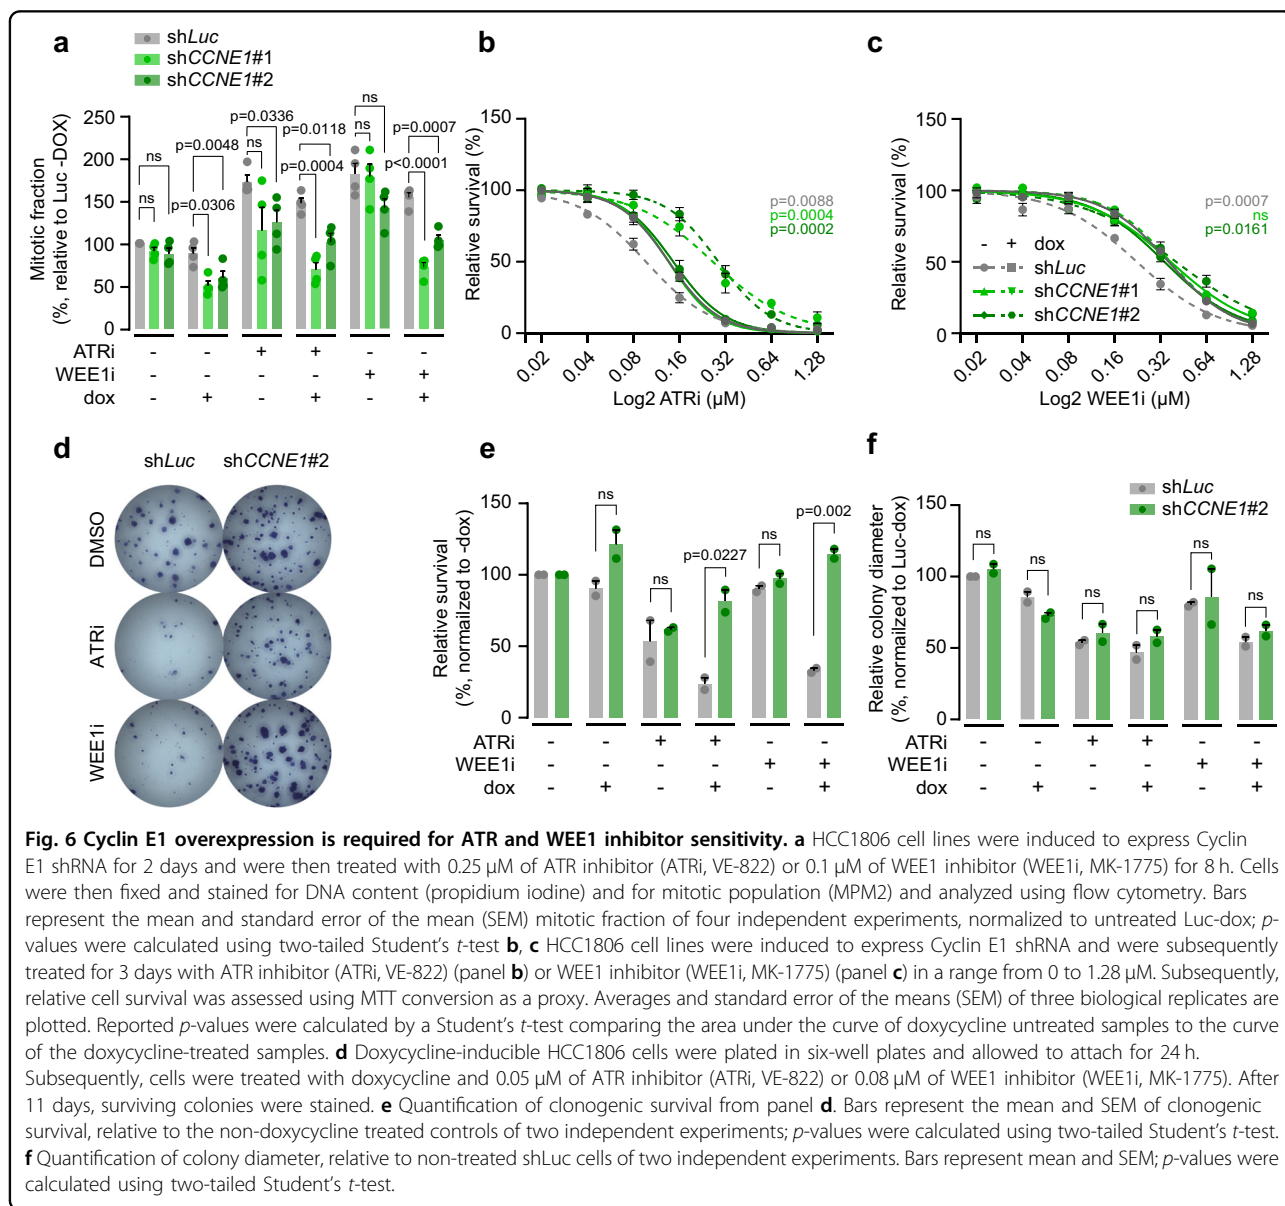 a
shLuc
shCCNE1#1
shCCNE1#2
Mitotic fraction
(%, relative to Luc -DOX)
250
200
150
100
50
0
ns
ns
p=0.0048
p=0.0306
p=0.0336
ns
p=0.0118
p=0.0004
ns
ns
p=0.0007
p<0.0001
ATRi - - + + - -
WEE1i - - - - + +
dox - + - + - +
b
Relative survival (%)
150
100
50
0
p=0.0088
p=0.0004
p=0.0002
0.02 0.04 0.08 0.16 0.32 0.64 1.28
Log2 ATRi (µM)
c
Relative survival (%)
150
100
50
0
p=0.0007
ns
p=0.0161
- + dox
shLuc
shCCNE1#1
shCCNE1#2
0.02 0.04 0.08 0.16 0.32 0.64 1.28
Log2 WEE1i (µM)
d
shLuc shCCNE1#2
DMSO
ATRi
WEE1i
e
Relative survival
(%, normalized to -dox)
150
100
50
0
ns
ns
p=0.0227
ns
p=0.002
ATRi - - + + - -
WEE1i - - - - + +
dox - + - + - +
f
shLuc
shCCNE1#2
Relative colony diameter
(%, normalized to Luc-dox)
150
100
50
0
ns
ns
ns
ns
ns
ns
- - + + - -
- - - - + +
- + - + - +
Fig. 6 Cyclin E1 overexpression is required for ATR and WEE1 inhibitor sensitivity. a HCC1806 cell lines were induced to express Cyclin
E1 shRNA for 2 days and were then treated with 0.25 µM of ATR inhibitor (ATRi, VE-822) or 0.1 µM of WEE1 inhibitor (WEE1i, MK-1775) for 8 h. Cells
were then fixed and stained for DNA content (propidium iodine) and for mitotic population (MPM2) and analyzed using flow cytometry. Bars
represent the mean and standard error of the mean (SEM) mitotic fraction of four independent experiments, normalized to untreated Luc-dox; p-
values were calculated using two-tailed Student's t-test b, c HCC1806 cell lines were induced to express Cyclin E1 shRNA and were subsequently
treated for 3 days with ATR inhibitor (ATRi, VE-822) (panel b) or WEE1 inhibitor (WEE1i, MK-1775) (panel c) in a range from 0 to 1.28 µM. Subsequently,
relative cell survival was assessed using MTT conversion as a proxy. Averages and standard error of the means (SEM) of three biological replicates are
plotted. Reported p-values were calculated by a Student's t-test comparing the area under the curve of doxycycline untreated samples to the curve
of the doxycycline-treated samples. d Doxycycline-inducible HCC1806 cells were plated in six-well plates and allowed to attach for 24 h.
Subsequently, cells were treated with doxycycline and 0.05 µM of ATR inhibitor (ATRi, VE-822) or 0.08 µM of WEE1 inhibitor (WEE1i, MK-1775). After
11 days, surviving colonies were stained. e Quantification of clonogenic survival from panel d. Bars represent the mean and SEM of clonogenic
survival, relative to the non-doxycycline treated controls of two independent experiments; p-values were calculated using two-tailed Student's t-test.
f Quantification of colony diameter, relative to non-treated shLuc cells of two independent experiments. Bars represent mean and SEM; p-values were
calculated using two-tailed Student's t-test.